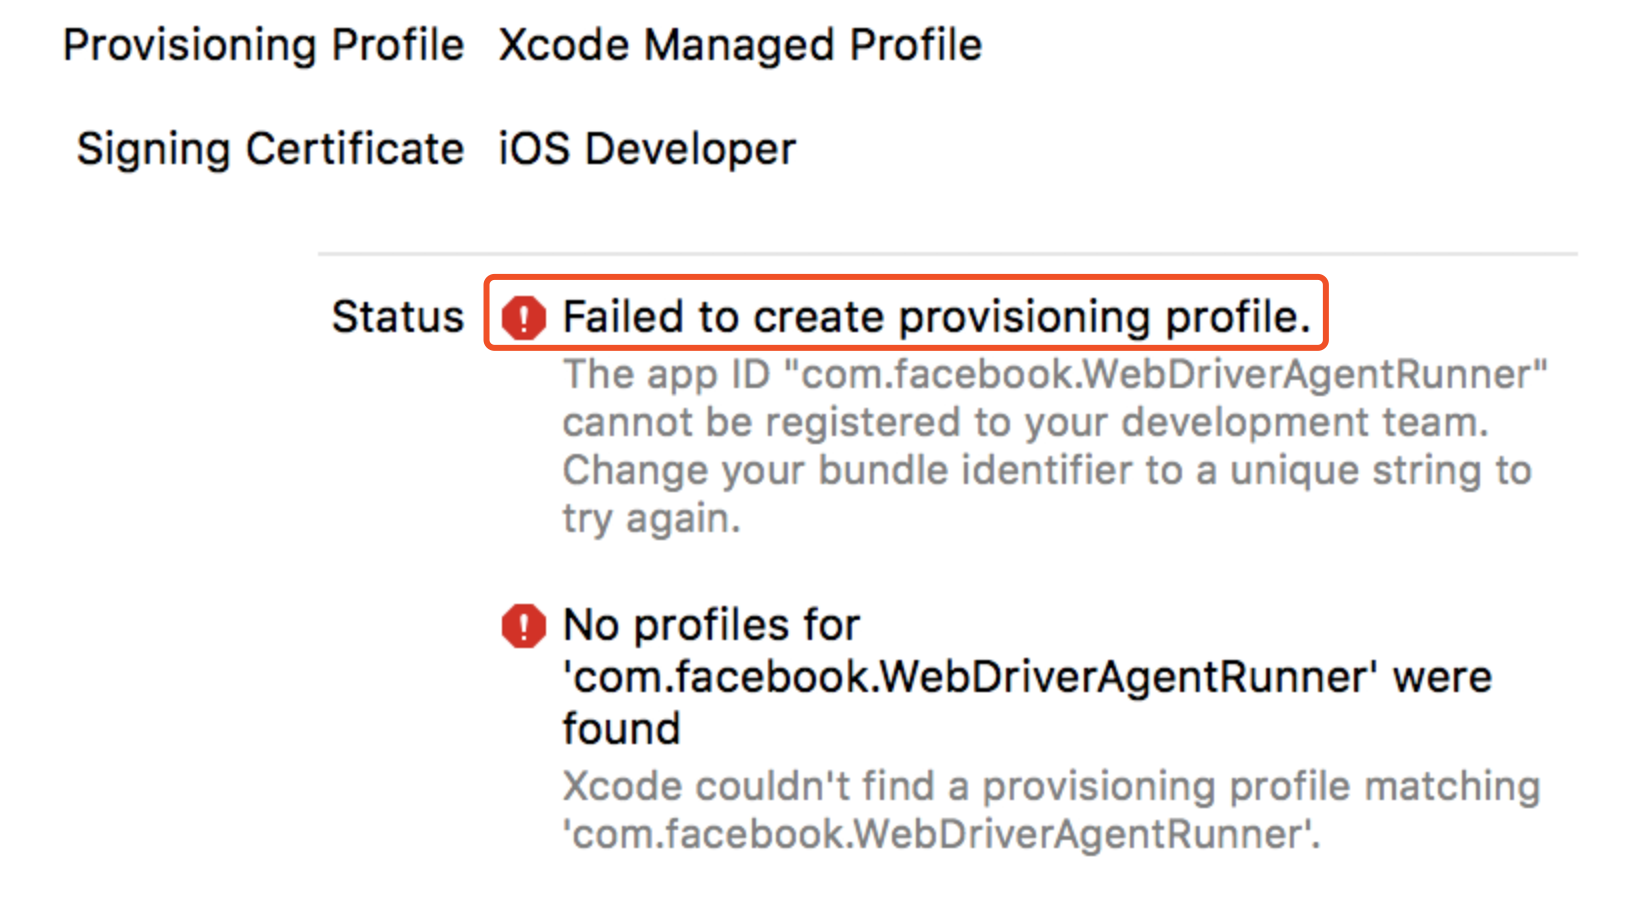 Provisioning Profile Xcode Managed Profile
Signing Certificate iOS Developer
Status Failed to create provisioning profile.
The app ID "com.facebook.WebDriverAgentRunner"
cannot be registered to your development team.
Change your bundle identifier to a unique string to
try again.
No profiles for
'com.facebook.WebDriverAgentRunner' were
found
Xcode couldn't find a provisioning profile matching
'com.facebook.WebDriverAgentRunner'.